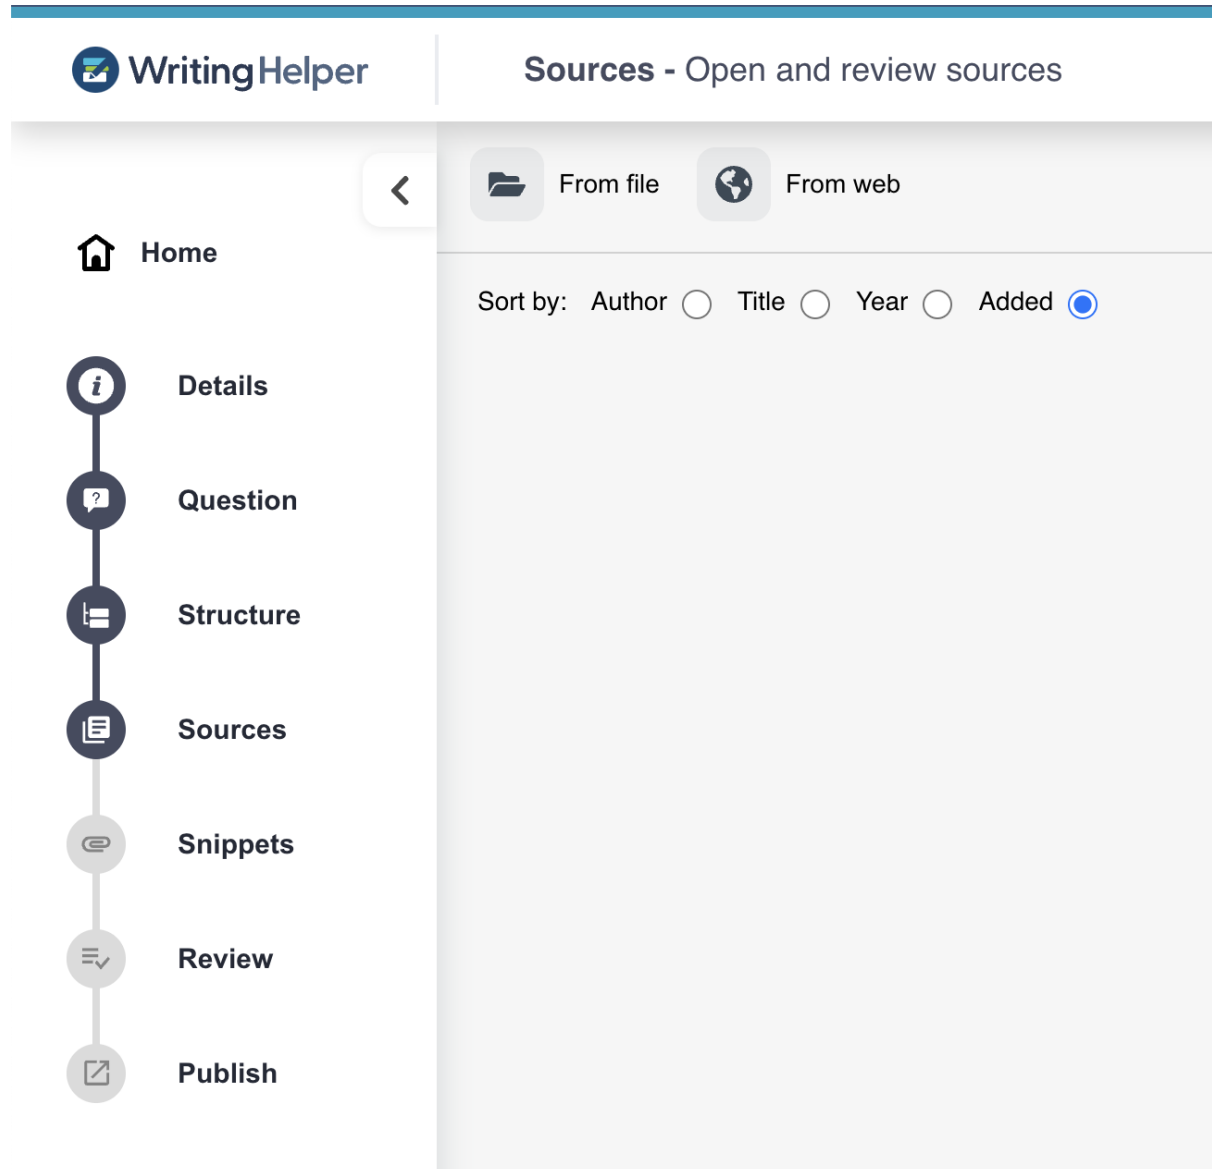 WritingHelper
Sources - Open and review sources
From file
From web
Home
Sort by: Author Title Year Added
Details
Question
Structure
Sources
Snippets
Review
Publish